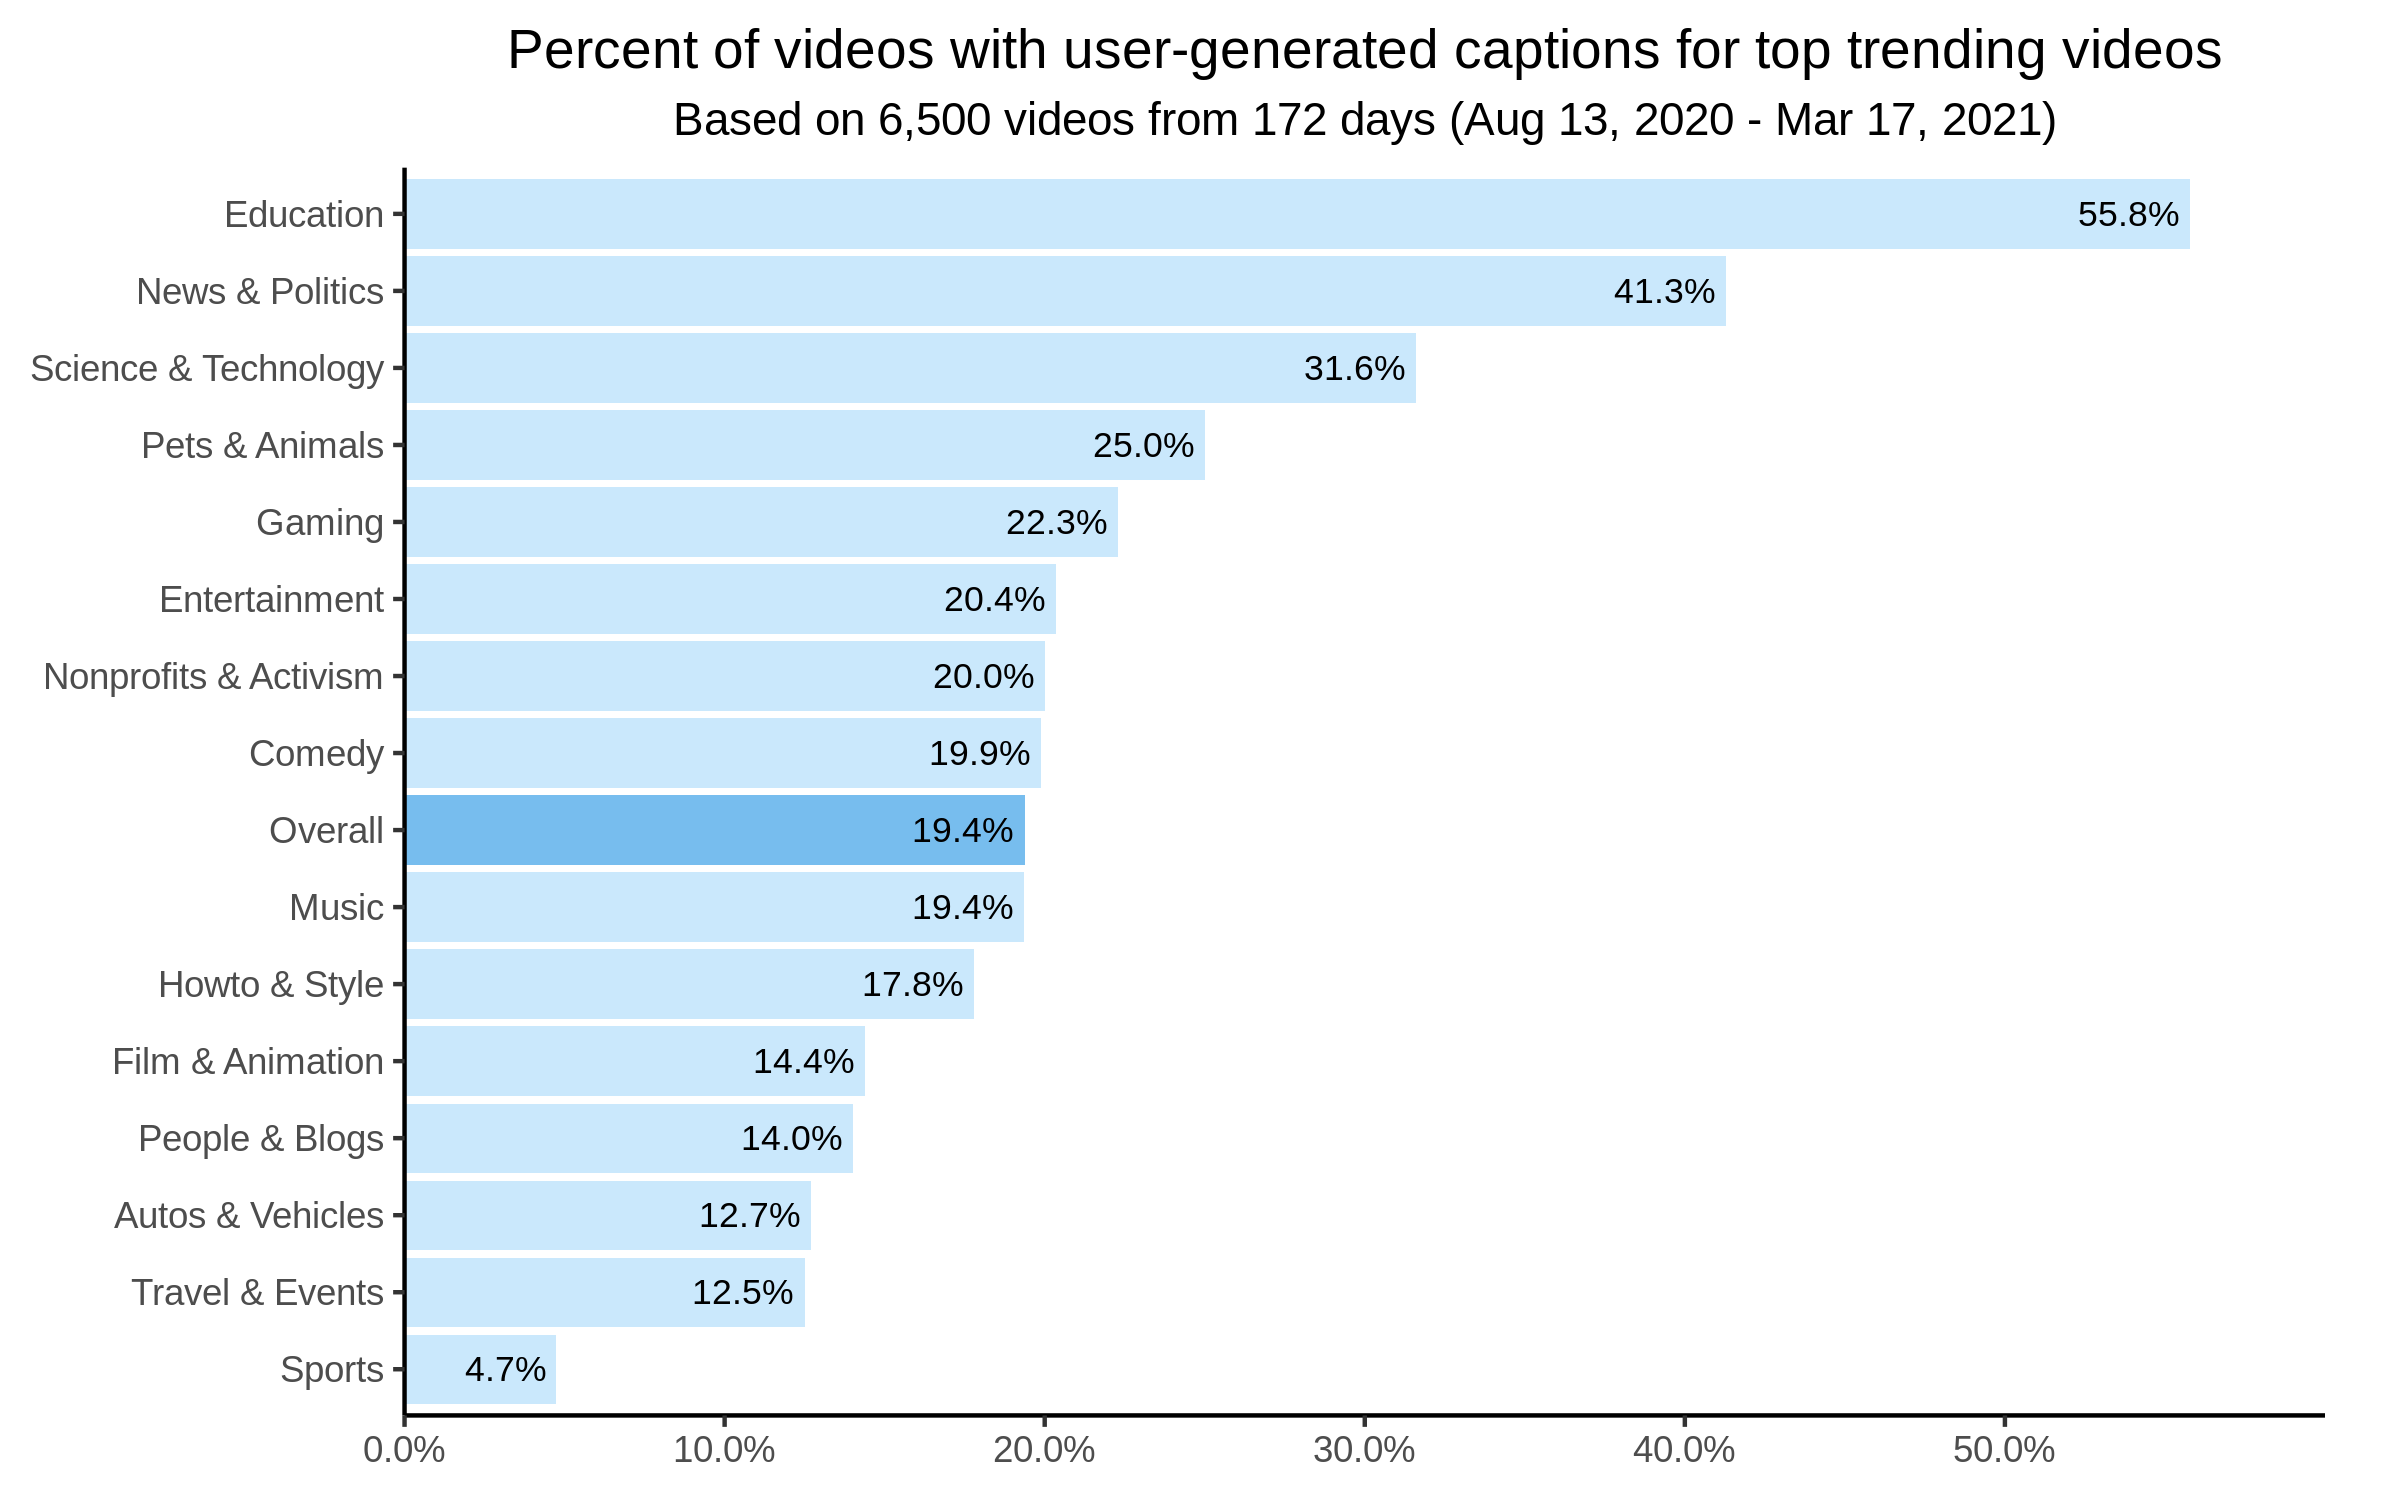 Percent of videos with user-generated captions for top trending videos
Based on 6,500 videos from 172 days (Aug 13, 2020 - Mar 17, 2021)
Education 55.8%
News & Politics 41.3%
Science & Technology 31.6%
Pets & Animals 25.0%
Gaming 22.3%
Entertainment 20.4%
Nonprofits & Activism 20.0%
Comedy 19.9%
Overall 19.4%
Music 19.4%
Howto & Style 17.8%
Film & Animation 14.4%
People & Blogs 14.0%
Autos & Vehicles 12.7%
Travel & Events 12.5%
Sports 4.7%
0.0% 10.0% 20.0% 30.0% 40.0% 50.0%